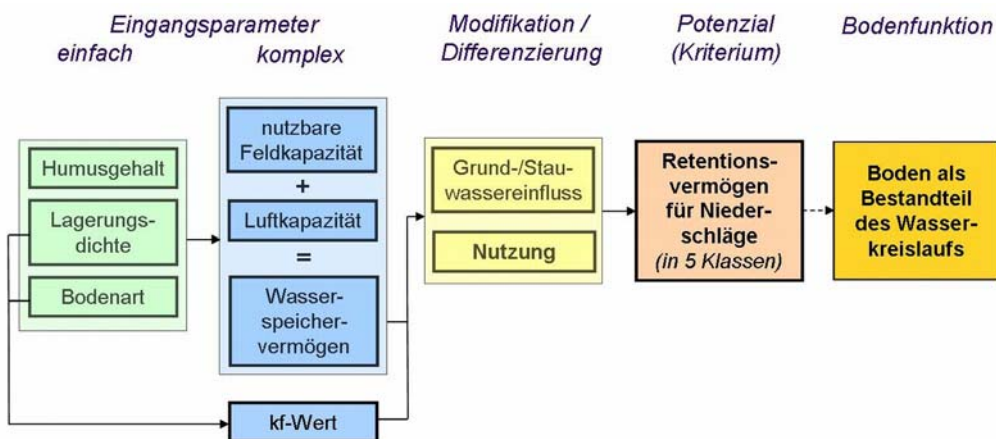 Eingangsparameter
einfach
komplex
Modifikation /
Differenzierung
Potenzial
(Kriterium)
Bodenfunktion
Humusgehalt
Lagerungs-
dichte
Bodenart
nutzbare
Feldkapazität
+
Luftkapazität
=
Wasser-
speicher-
vermögen
kf-Wert
Grund-/Stau-
wassereinfluss
Nutzung
Retentions-
vermögen
für Nieder-
schläge
(in 5 Klassen)
Boden als
Bestandteil
des Wasser-
kreislaufs